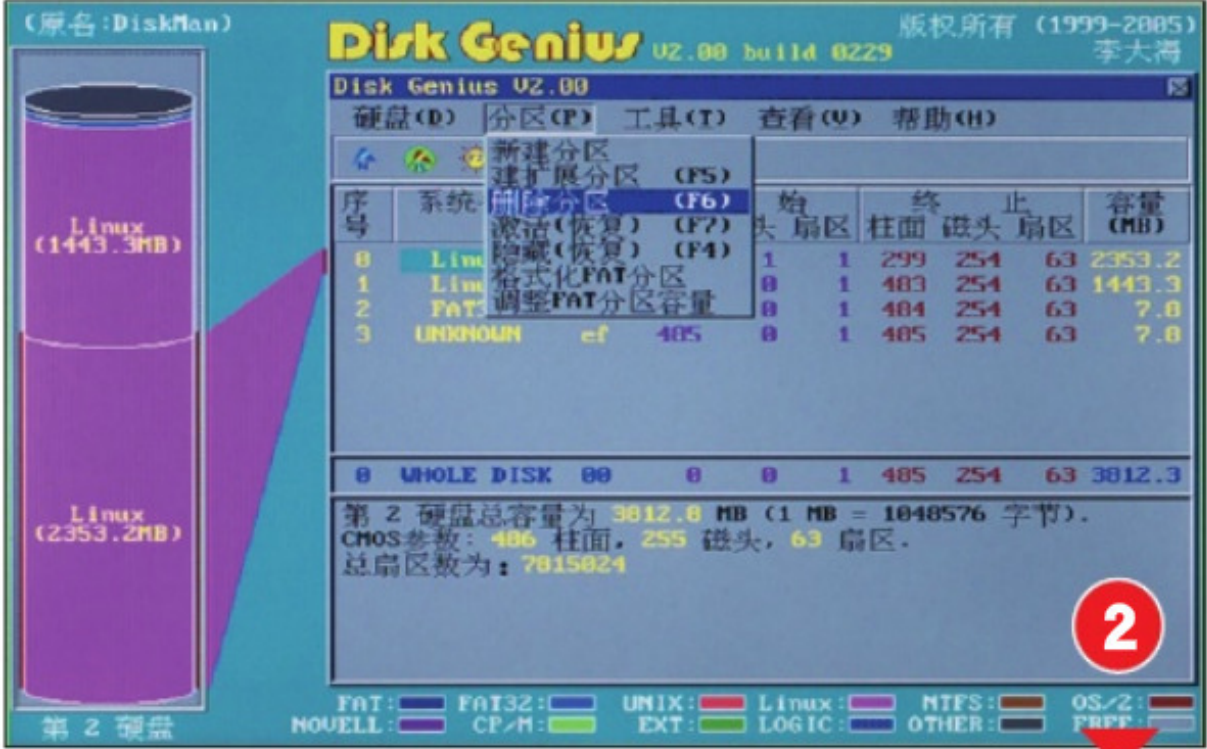 (原名:DiskMan)
Disk Genius V2.00 build 0229
版权所有 (1999-2005)
李大海
Disk Genius V2.00
硬盘(D) 分区(P) 工具(T) 查看(V) 帮助(H)
新建分区
建扩展分区 (F5)
删除分区 (F6)
激活(恢复) (F7)
隐藏(恢复) (F4)
格式化FAT分区
调整FAT分区容量
序号 系统 始 终止 容量
头 扇区 柱面 磁头 扇区 (MB)
0 Linu 1 1 299 254 63 2353.2
1 Linu 0 1 483 254 63 1443.3
2 FAT3 0 1 484 254 63 7.8
3 UNKNOWN ef 485 0 1 485 254 63 7.8
0 WHOLE DISK 00 0 0 1 485 254 63 3812.3
第 2 硬盘总容量为 3812.8 MB (1 MB = 1048576 字节).
CMOS参数: 486 柱面, 255 磁头, 63 扇区.
总扇区数为:7815024
Linux
(1443.3MB)
Linux
(2353.2MB)
第 2 硬盘
2
FAT: FAT32: UNIX: Linux: NTFS: OS/2:
NOVELL: CP/M: EXT: LOGIC: OTHER: FREE: